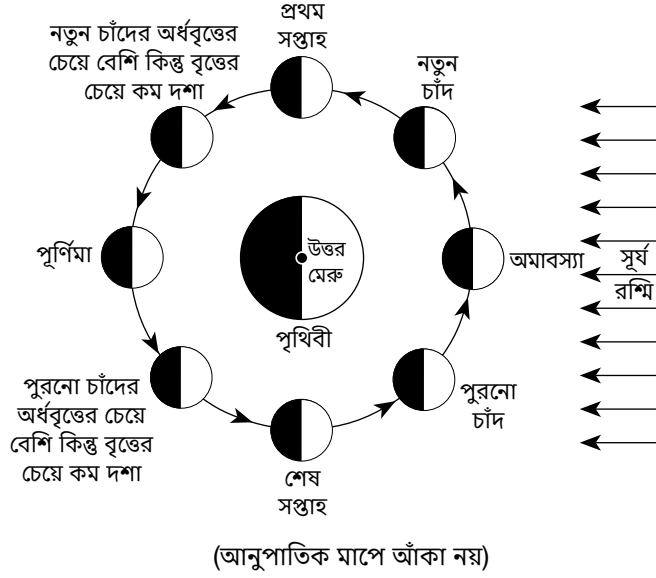 নতুন চাঁদের অর্ধবৃত্তের
চেয়ে বেশি কিন্তু বৃত্তের
চেয়ে কম দশা
প্রথম
সপ্তাহ
নতুন
চাঁদ
পূর্ণিমা
উত্তর
মেরু
পৃথিবী
অমাবস্যা
সূর্য
রশ্মি
পুরনো চাঁদের
অর্ধবৃত্তের চেয়ে
বেশি কিন্তু বৃত্তের
চেয়ে কম দশা
শেষ
সপ্তাহ
পুরনো
চাঁদ
(আনুপাতিক মাপে আঁকা নয়)